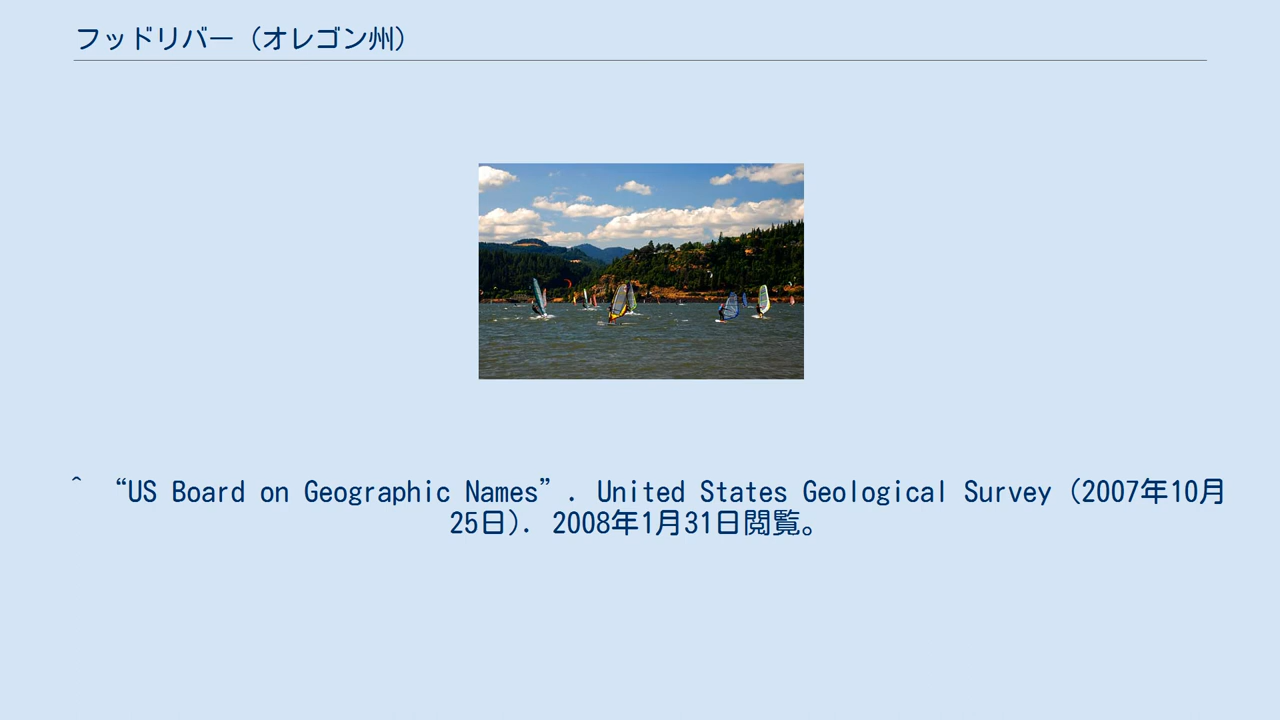 フッドリバー (オレゴン州)
^ “US Board on Geographic Names”. United States Geological Survey (2007年10月
25日). 2008年1月31日閲覧。